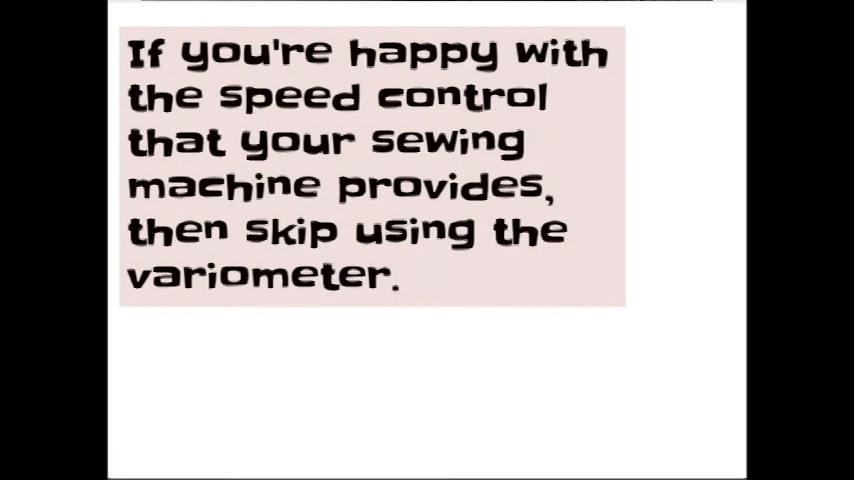 If you're happy with
the speed control
that your sewing
machine provides,
then skip using the
variometer.